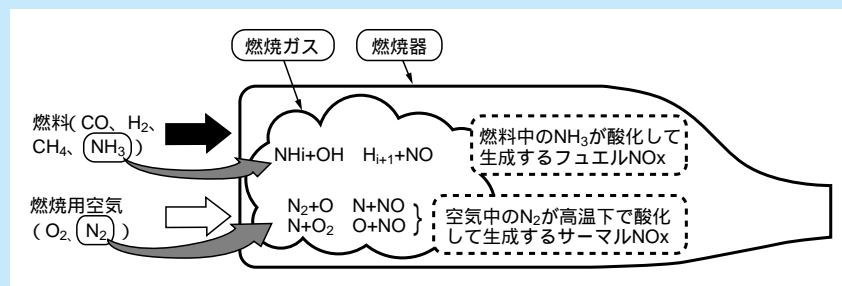 燃焼ガス
燃焼器
燃料( CO、H₂、
CH₄、NH₃ )
NHi+OH H_{i+1}+NO
燃料中のNH₃が酸化して
生成するフュエルNOx
燃焼用空気
( O₂、N₂ )
N₂+O N+NO
N+O₂ O+NO
空気中のN₂が高温下で酸化
して生成するサーマルNOx